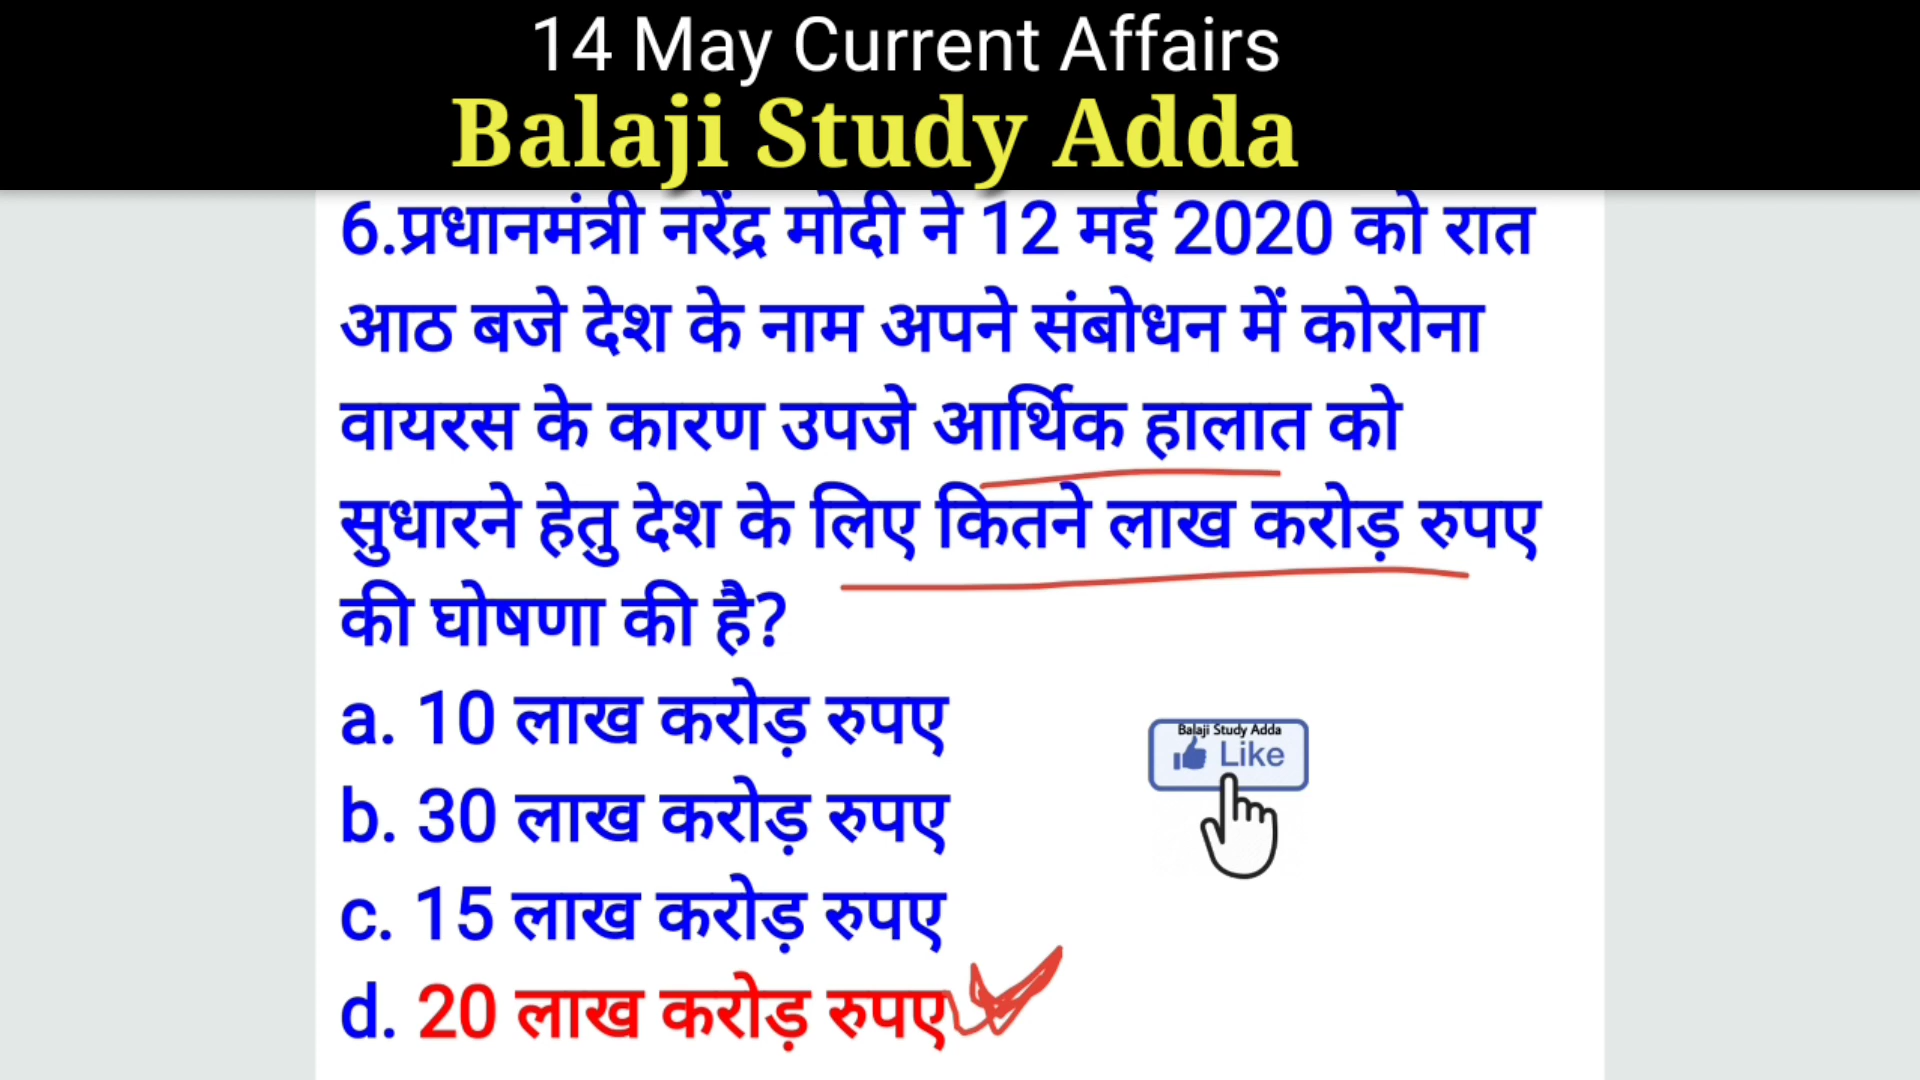 14 May Current Affairs
Balaji Study Adda
6.प्रधानमंत्री नरेंद्र मोदी ने 12 मई 2020 को रात
आठ बजे देश के नाम अपने संबोधन में कोरोना
वायरस के कारण उपजे आर्थिक हालात को
सुधारने हेतु देश के लिए कितने लाख करोड़ रुपए
की घोषणा की है?
a. 10 लाख करोड़ रुपए
b. 30 लाख करोड़ रुपए
Balaji Study Adda
Like
c. 15 लाख करोड़ रुपए
d. 20 लाख करोड़ रुपए